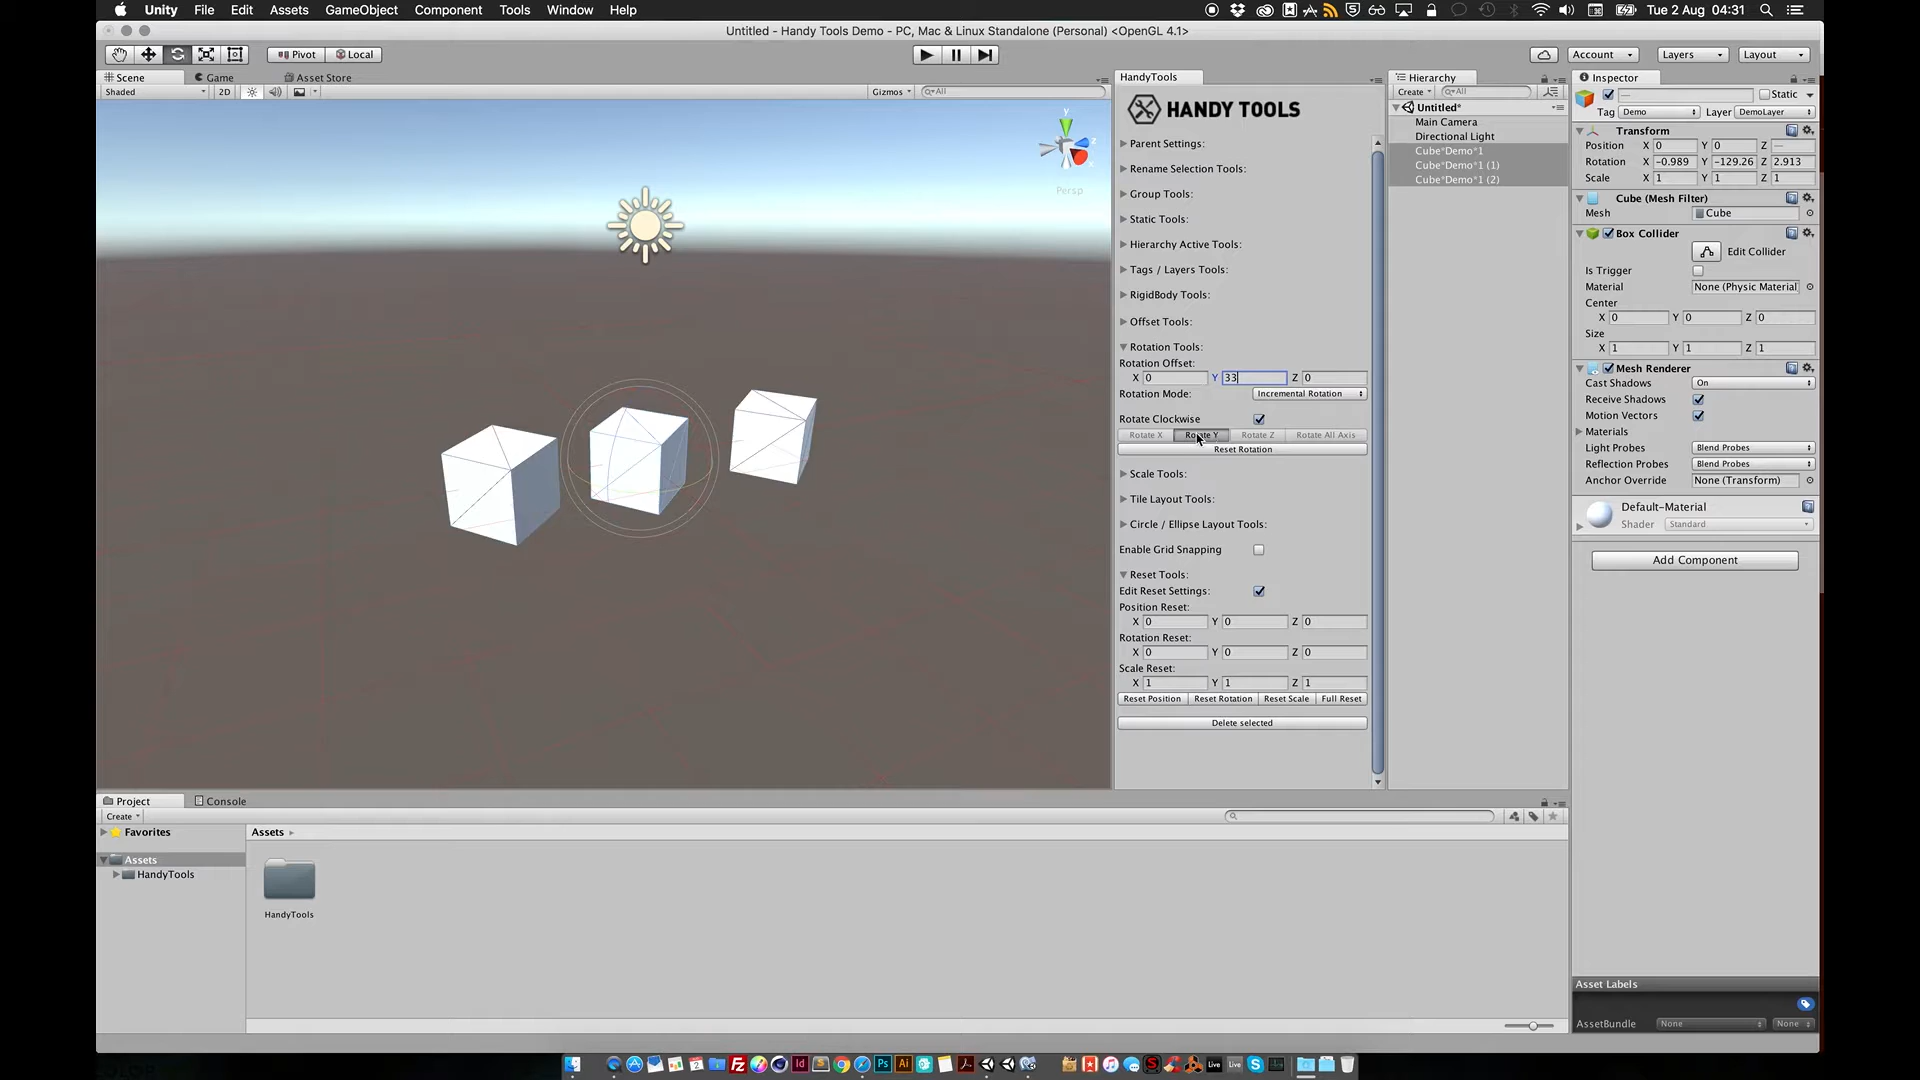 Unity File Edit Assets GameObject Component Tools Window Help Tue 2 Aug 04:31
Untitled - Handy Tools Demo - PC, Mac & Linux Standalone (Personal) <OpenGL 4.1>
Pivot Local Account Layers Layout
Scene Game Asset Store
Shaded 2D Gizmos All
y
z
Persp
HandyTools
HANDY TOOLS
Parent Settings:
Rename Selection Tools:
Group Tools:
Static Tools:
Hierarchy Active Tools:
Tags / Layers Tools:
RigidBody Tools:
Offset Tools:
Rotation Tools:
Rotation Offset:
X 0 Y 33 Z 0
Rotation Mode: Incremental Rotation
Rotate Clockwise
Rotate X Rotate Y Rotate Z Rotate All Axis
Reset Rotation
Scale Tools:
Tile Layout Tools:
Circle / Ellipse Layout Tools:
Enable Grid Snapping
Reset Tools:
Edit Reset Settings:
Position Reset:
X 0 Y 0 Z 0
Rotation Reset:
X 0 Y 0 Z 0
Scale Reset:
X 1 Y 1 Z 1
Reset Position Reset Rotation Reset Scale Full Reset
Delete selected
Hierarchy
Create All
Untitled*
Main Camera
Directional Light
Cube*Demo*1
Cube*Demo*1 (1)
Cube*Demo*1 (2)
Inspector
— Static
Tag Demo Layer DemoLayer
Transform
Position X 0 Y 0 Z —
Rotation X -0.989 Y -129.26 Z 2.913
Scale X 1 Y 1 Z 1
Cube (Mesh Filter)
Mesh Cube
Box Collider
Edit Collider
Is Trigger
Material None (Physic Material)
Center
X 0 Y 0 Z 0
Size
X 1 Y 1 Z 1
Mesh Renderer
Cast Shadows On
Receive Shadows
Motion Vectors
Materials
Light Probes Blend Probes
Reflection Probes Blend Probes
Anchor Override None (Transform)
Default-Material
Shader Standard
Add Component
Asset Labels
AssetBundle None None
Project Console
Create
Favorites Assets
Assets
HandyTools
HandyTools
Id Ps Ai Live Live